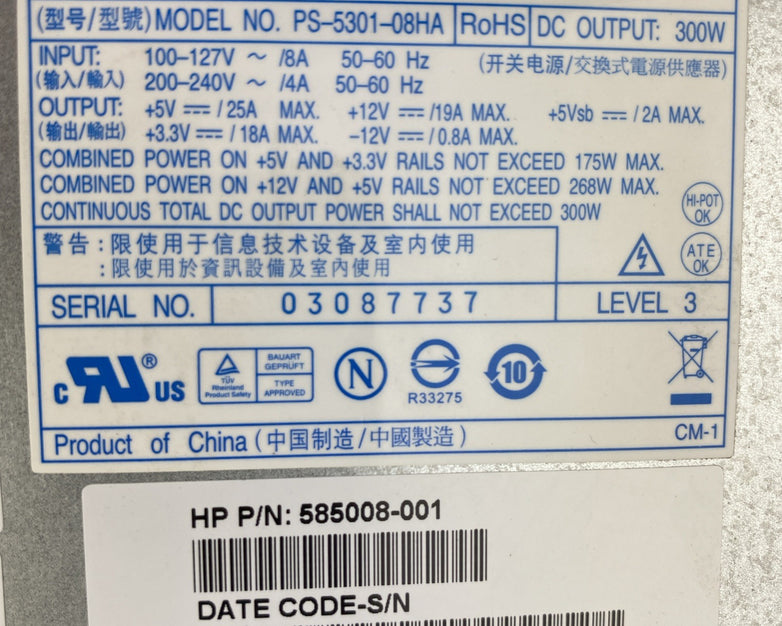 (型号/型號) MODEL NO. PS-5301-08HA RoHS DC OUTPUT: 300W
INPUT: 100-127V ~ /8A 50-60 Hz (开关电源/交換式電源供應器)
(输入/輸入) 200-240V ~ /4A 50-60 Hz
OUTPUT: +5V ⎓ /25A MAX. +12V ⎓ /19A MAX. +5Vsb ⎓ /2A MAX.
(输出/輸出) +3.3V ⎓ /18A MAX. -12V ⎓ /0.8A MAX.
COMBINED POWER ON +5V AND +3.3V RAILS NOT EXCEED 175W MAX.
COMBINED POWER ON +12V AND +5V RAILS NOT EXCEED 268W MAX.
CONTINUOUS TOTAL DC OUTPUT POWER SHALL NOT EXCEED 300W
HI-POT
OK
警告:限使用于信息技术设备及室内使用
:限使用於資訊設備及室內使用
ATE
OK
SERIAL NO. 03087737 LEVEL 3
c RU ® US
TÜV
Rheinland
Product Safety
BAUART
GEPRÜFT
TYPE
APPROVED
N
R33275
10
Product of China (中国制造/中國製造) CM-1
HP P/N: 585008-001
DATE CODE-S/N